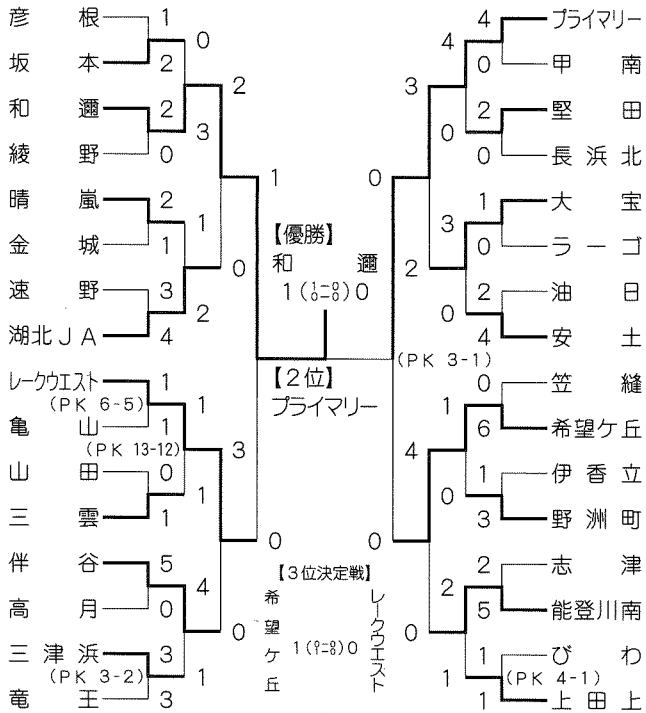 彦根 1
0
坂本 2
2
和邇 2
3
綾野 0
1
晴嵐 2
1
金城 1
0
速野 3
2
湖北JA 4
レークウエスト 1
(PK 6-5)
1
亀山 1
(PK 13-12)
3
山田 0
1
三雲 1
0
伴谷 5
4
高月 0
0
三津浜 3
(PK 3-2)
1
竜王 3
【優勝】
和邇
1(1=0 0=0)0
【2位】
プライマリー
【3位決定戦】
希望ケ丘
レークウエスト
4 プライマリー
4
0 甲南
3
2 堅田
0
0 長浜北
0
1 大宝
3
0 ラーゴ
2
2 油日
0
4 安土
(PK 3-1)
0 笠縫
1
6 希望ケ丘
4
1 伊香立
0
3 野洲町
0
2 志津
2
5 能登川南
0
1 びわ
(PK 4-1)
1
1 上田上